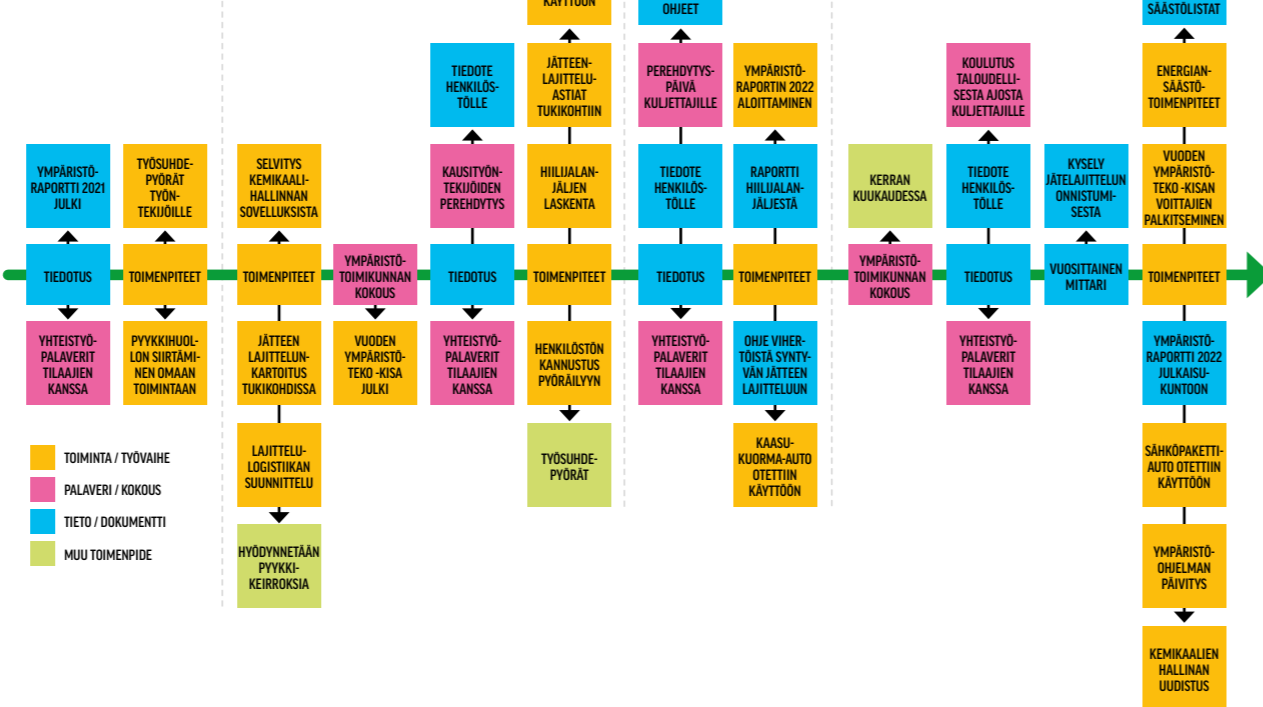 KÄYTTÖÖN
OHJEET
SÄÄSTÖLISTAT
TIEDOTE
HENKILÖS-
TÖLLE
JÄTTEEN-
LAJITTELU-
ASTIAT
TUKIKOHTIIN
PEREHDYTYS-
PÄIVÄ
KULJETTAJILLE
YMPÄRISTÖ-
RAPORTIN 2022
ALOITTAMINEN
KOULUTUS
TALOUDELLI-
SESTA AJOSTA
KULJETTAJILLE
ENERGIAN-
SÄÄSTÖ-
TOIMENPITEET
YMPÄRISTÖ-
RAPORTTI 2021
JULKI
TYÖSUHDE-
PYÖRÄT
TYÖN-
TEKIJÖILLE
SELVITYS
KEMIKAALI-
HALLINNAN
SOVELLUKSISTA
KAUSITYÖN-
TEKIJÖIDEN
PEREHDYTYS
HIILIJALAN-
JÄLJEN
LASKENTA
TIEDOTE
HENKILÖS-
TÖLLE
RAPORTTI
HIILIJALAN-
JÄLJESTÄ
KERRAN
KUUKAUDESSA
TIEDOTE
HENKILÖS-
TÖLLE
KYSELY
JÄTELAJITTELUN
ONNISTUMI-
SESTA
VUODEN
YMPÄRISTÖ-
TEKO -KISAN
VOITTAJIEN
PALKITSEMINEN
TIEDOTUS
TOIMENPITEET
TOIMENPITEET
YMPÄRISTÖ-
TOIMIKUNNAN
KOKOUS
TIEDOTUS
TOIMENPITEET
TIEDOTUS
TOIMENPITEET
YMPÄRISTÖ-
TOIMIKUNNAN
KOKOUS
TIEDOTUS
VUOSITTAINEN
MITTARI
TOIMENPITEET
YHTEISTYÖ-
PALAVERIT
TILAAJIEN
KANSSA
PYYKKIHUOL-
LON SIIRTÄMI-
NEN OMAAN
TOIMINTAAN
JÄTTEEN
LAJITTELUN-
KARTOITUS
TUKIKOHDISSA
VUODEN
YMPÄRISTÖ-
TEKO -KISA
JULKI
YHTEISTYÖ-
PALAVERIT
TILAAJIEN
KANSSA
HENKILÖSTÖN
KANNUSTUS
PYÖRÄILYYN
YHTEISTYÖ-
PALAVERIT
TILAAJIEN
KANSSA
OHJE VIHER-
TÖISTÄ SYNTY-
VÄN JÄTTEEN
LAJITTELUUN
YHTEISTYÖ-
PALAVERIT
TILAAJIEN
KANSSA
YMPÄRISTÖ-
RAPORTTI 2022
JULKAISU-
KUNTOON
LAJITTELU-
LOGISTIIKAN
SUUNNITTELU
TYÖSUHDE-
PYÖRÄT
KAASU-
KUORMA-AUTO
OTETTIIN
KÄYTTÖÖN
SÄHKÖPAKETTI-
AUTO OTETTIIN
KÄYTTÖÖN
TOIMINTA / TYÖVAIHE
PALAVERI / KOKOUS
TIETO / DOKUMENTTI
MUU TOIMENPIDE
HYÖDYNNETÄÄN
PYYKKI-
KEIRROKSIA
YMPÄRISTÖ-
OHJELMAN
PÄIVITYS
KEMIKAALIEN
HALLINAN
UUDISTUS